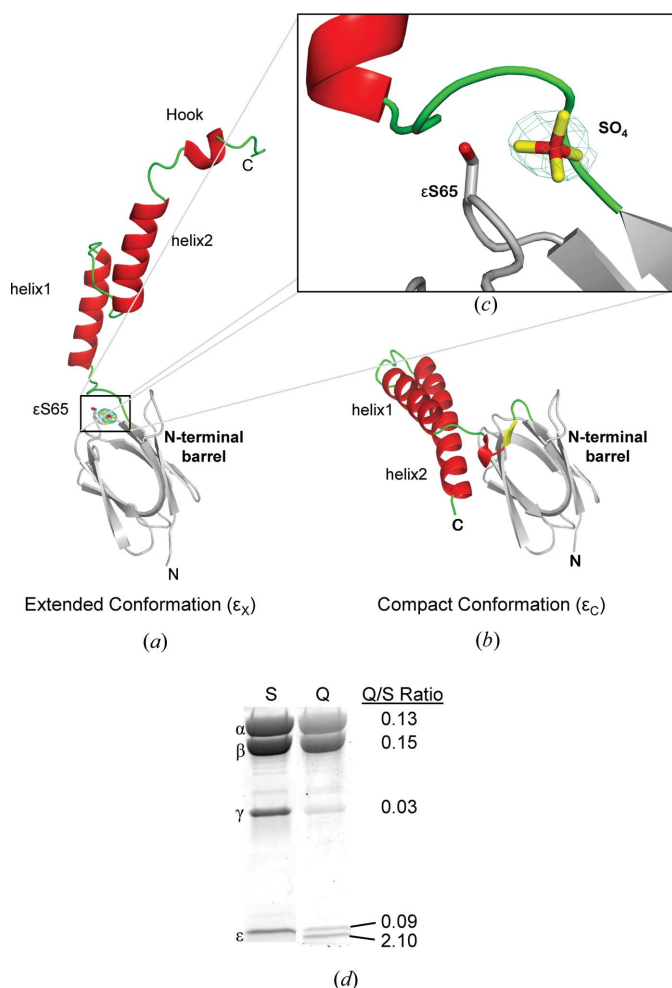 Hook
C
SO₄
εS65
helix2
helix1
(c)
εS65
N-terminal
barrel
helix1
N-terminal
barrel
helix2
C
N
N
Extended Conformation (εX)
Compact Conformation (εC)
(a)
(b)
S Q Q/S Ratio
α 0.13
β 0.15
γ 0.03
0.09
ε 2.10
(d)